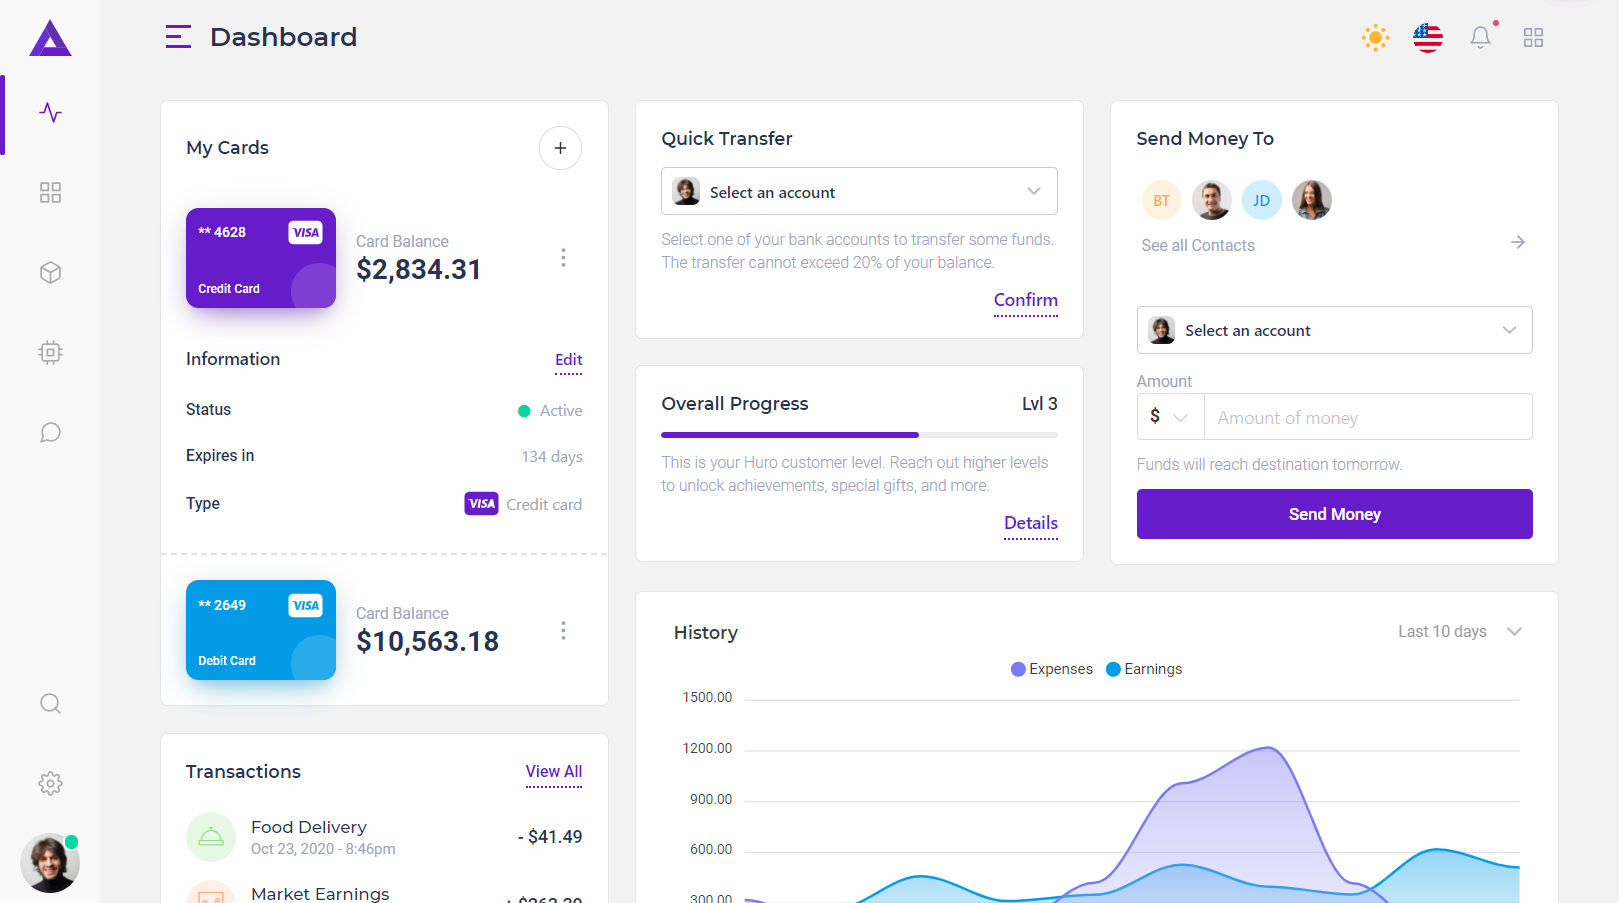 Dashboard
My Cards
** 4628
VISA
Credit Card
Card Balance
$2,834.31
Information
Edit
Status
Active
Expires in
134 days
Type
VISA
Credit card
** 2649
VISA
Debit Card
Card Balance
$10,563.18
Transactions
View All
Food Delivery
- $41.49
Oct 23, 2020 - 8:46pm
Market Earnings
Quick Transfer
Select an account
Select one of your bank accounts to transfer some funds.
The transfer cannot exceed 20% of your balance.
Confirm
Overall Progress
Lvl 3
This is your Huro customer level. Reach out higher levels
to unlock achievements, special gifts, and more.
Details
Send Money To
BT
JD
See all Contacts
Select an account
Amount
$
Amount of money
Funds will reach destination tomorrow.
Send Money
History
Last 10 days
Expenses
Earnings
1500.00
1200.00
900.00
600.00
300.00